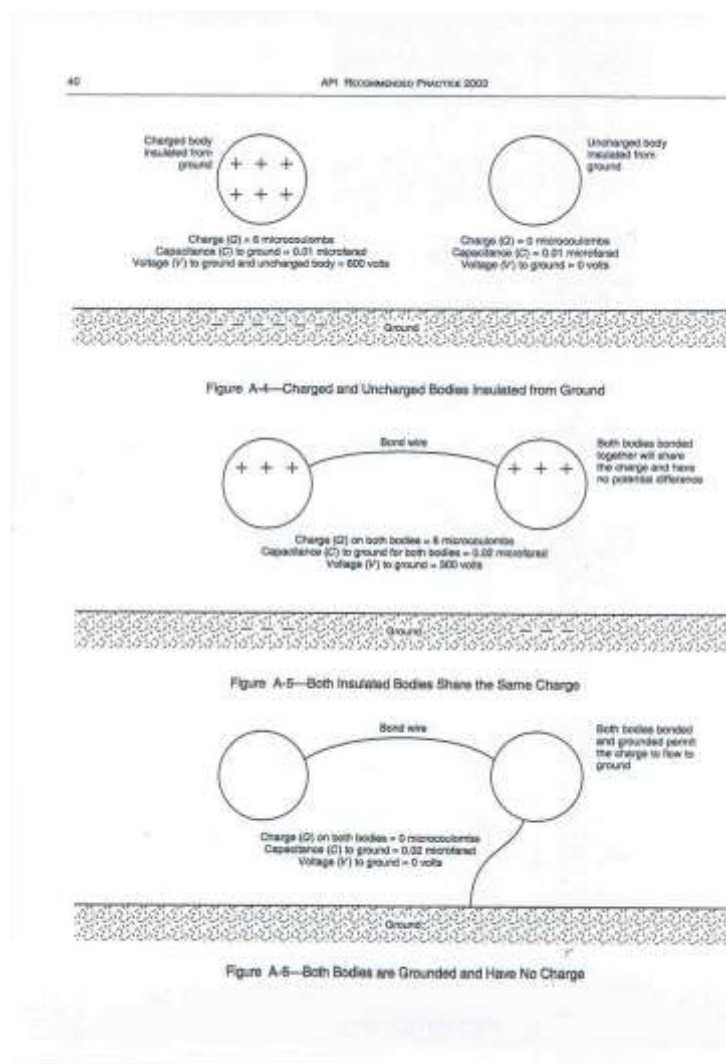 40
API RECOMMENDED PRACTICE 2003
Charged body
insulated from
ground
+ + +
+ + +
Uncharged body
insulated from
ground
Charge (Q) = 6 microcoulombs
Capacitance (C) to ground = 0.01 microfarad
Voltage (V) to ground and uncharged body = 600 volts
Charge (Q) = 0 microcoulombs
Capacitance (C) = 0.01 microfarad
Voltage (V) to ground = 0 volts
Ground
Figure A-4—Charged and Uncharged Bodies Insulated from Ground
Bond wire
+ + +
+ + +
Both bodies bonded
together will share
the charge and have
no potential difference
Charge (Q) on both bodies = 6 microcoulombs
Capacitance (C) to ground for both bodies = 0.02 microfarad
Voltage (V) to ground = 300 volts
Ground
Figure A-5—Both Insulated Bodies Share the Same Charge
Bond wire
Both bodies bonded
and grounded permit
the charge to flow to
ground
Charge (Q) on both bodies = 0 microcoulombs
Capacitance (C) to ground = 0.02 microfarad
Voltage (V) to ground = 0 volts
Ground
Figure A-6—Both Bodies are Grounded and Have No Charge